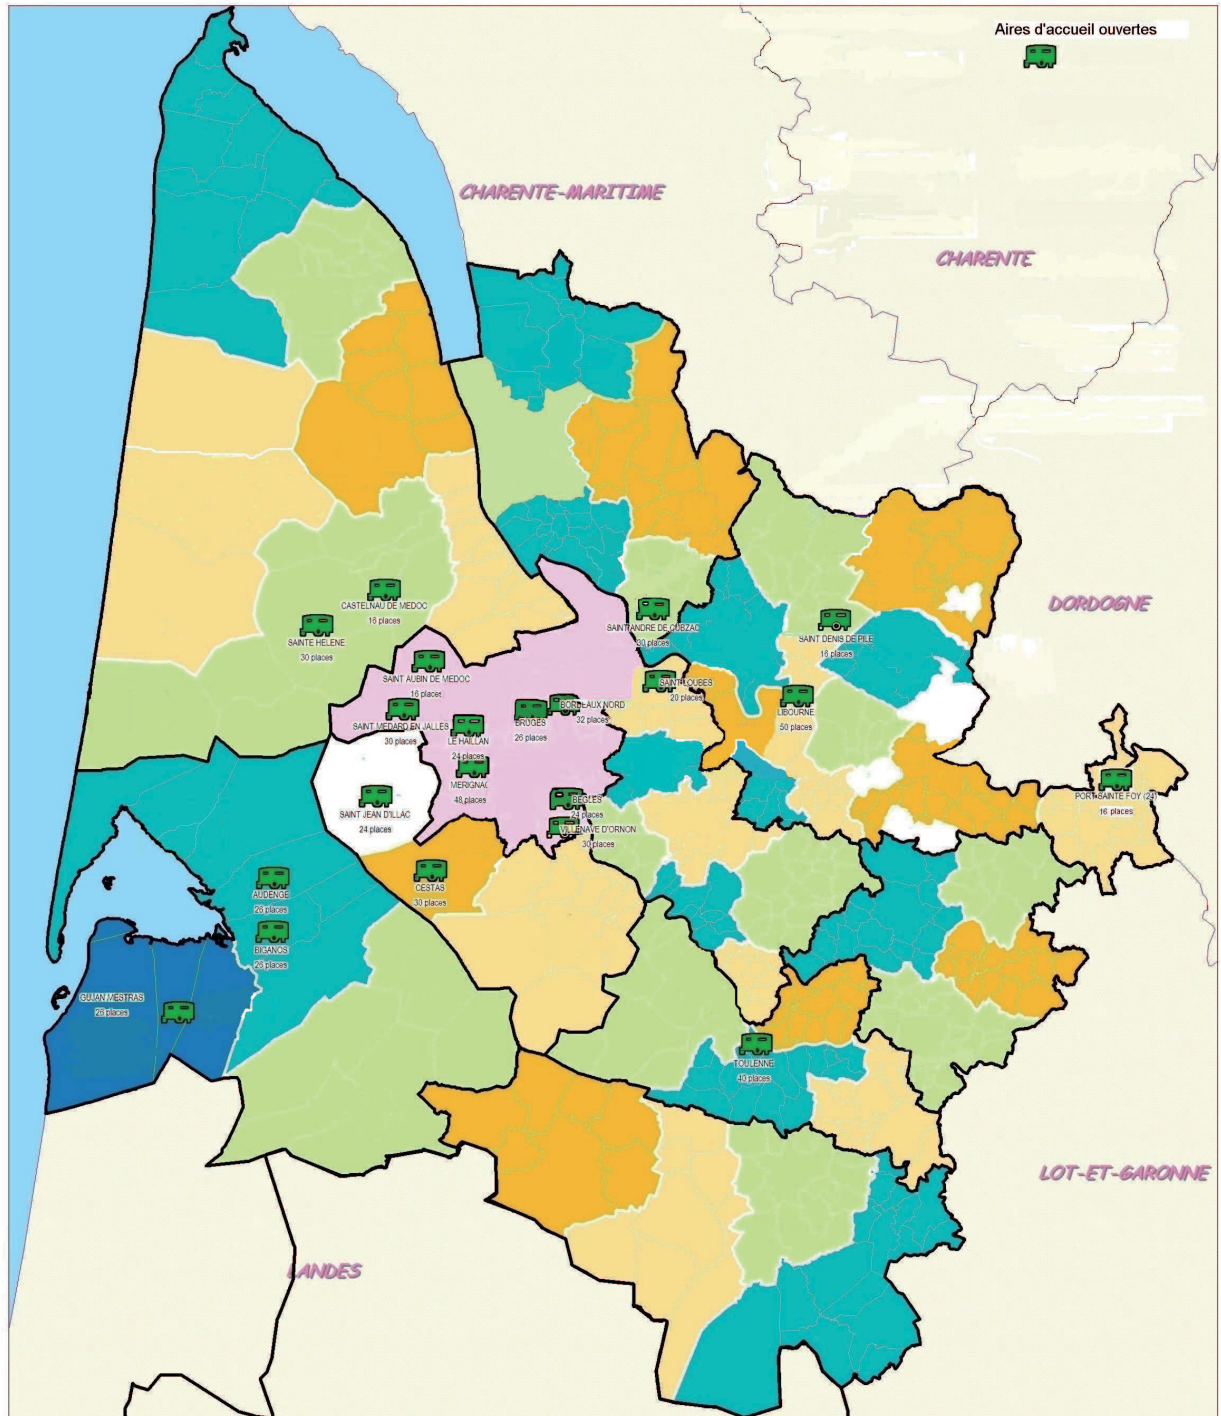 Aires d'accueil ouvertes
CHARENTE-MARITIME
CHARENTE
DORDOGNE
CASTELNAU DE MEDOC
16 places
SAINTE HELENE
30 places
SAINT ANDRE DE CUBZAC
30 places
SAINT DENIS DE PILE
16 places
SAINT AUBIN DE MEDOC
16 places
SAINT LOUBES
20 places
BORDEAUX NORD
32 places
LIBOURNE
50 places
SAINT MEDARD EN JALLES
30 places
BRUGES
26 places
LE HAILLAN
24 places
MERIGNAC
48 places
PORT SAINTE FOY (24)
16 places
SAINT JEAN D'ILLAC
24 places
BEGLES
24 places
VILLENAVE D'ORNON
30 places
CESTAS
30 places
AUDENGE
26 places
BIGANOS
26 places
GUJAN MESTRAS
28 places
TOULENNE
40 places
LOT-ET-GARONNE
LANDES